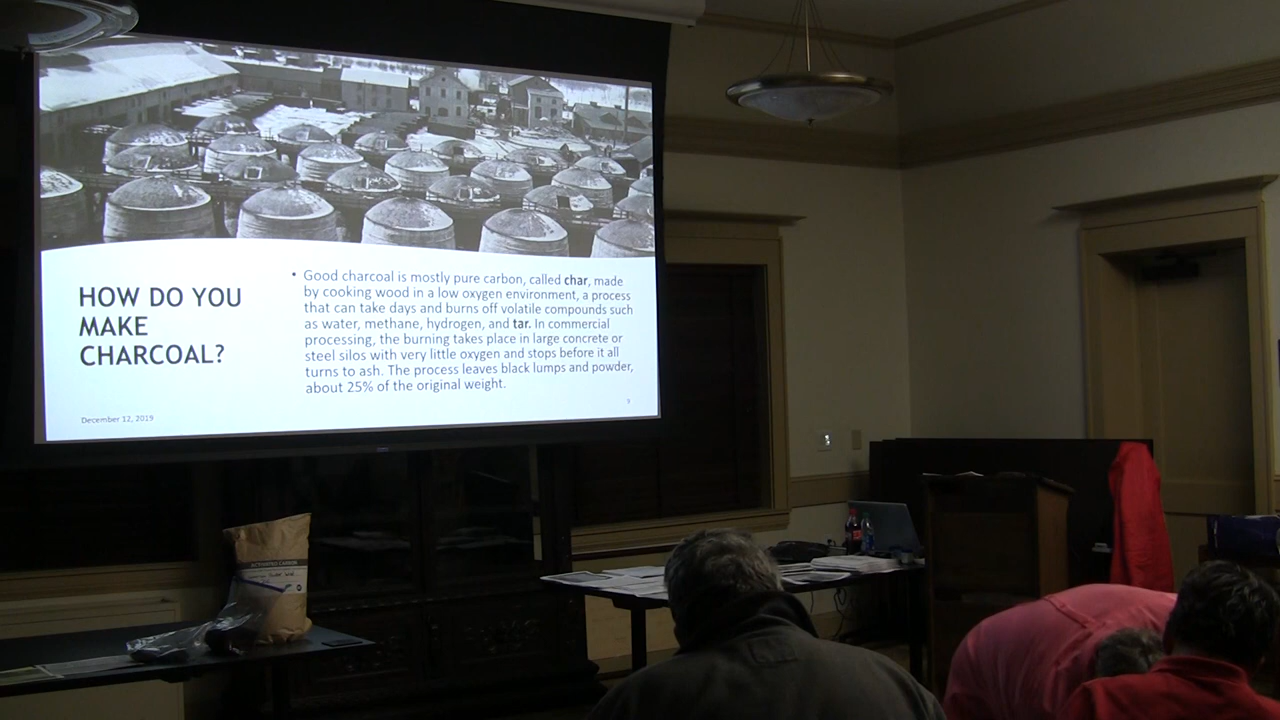 HOW DO YOU
MAKE
CHARCOAL?
• Good charcoal is mostly pure carbon, called char, made
by cooking wood in a low oxygen environment, a process
that can take days and burns off volatile compounds such
as water, methane, hydrogen, and tar. In commercial
processing, the burning takes place in large concrete or
steel silos with very little oxygen and stops before it all
turns to ash. The process leaves black lumps and powder,
about 25% of the original weight.
December 12, 2019
ACTIVATED CARBON